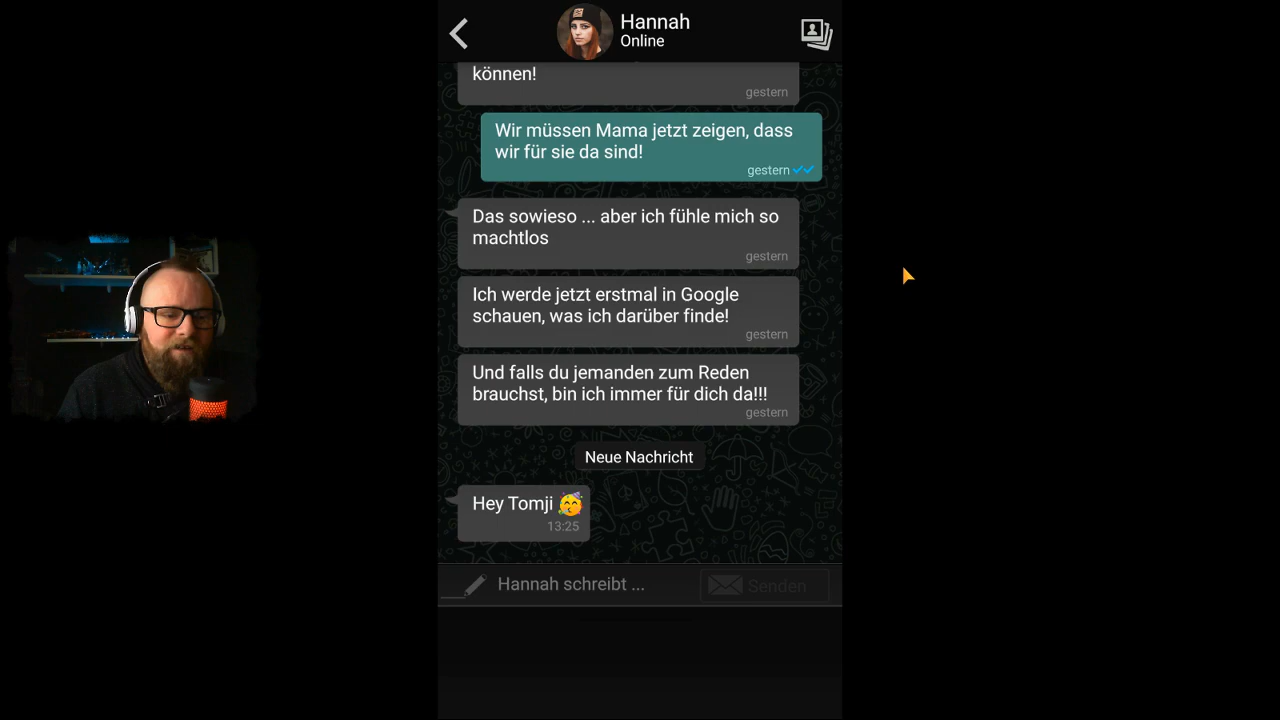 Hannah
Online
können!
gestern
Wir müssen Mama jetzt zeigen, dass
wir für sie da sind!
gestern
Das sowieso ... aber ich fühle mich so
machtlos
gestern
Ich werde jetzt erstmal in Google
schauen, was ich darüber finde!
gestern
Und falls du jemanden zum Reden
brauchst, bin ich immer für dich da!!!
gestern
Neue Nachricht
Hey Tomji 🥳
13:25
Hannah schreibt ...
Senden